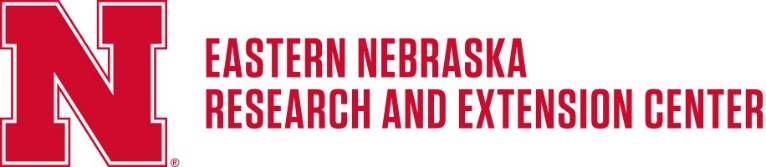 N®
EASTERN NEBRASKA
RESEARCH AND EXTENSION CENTER